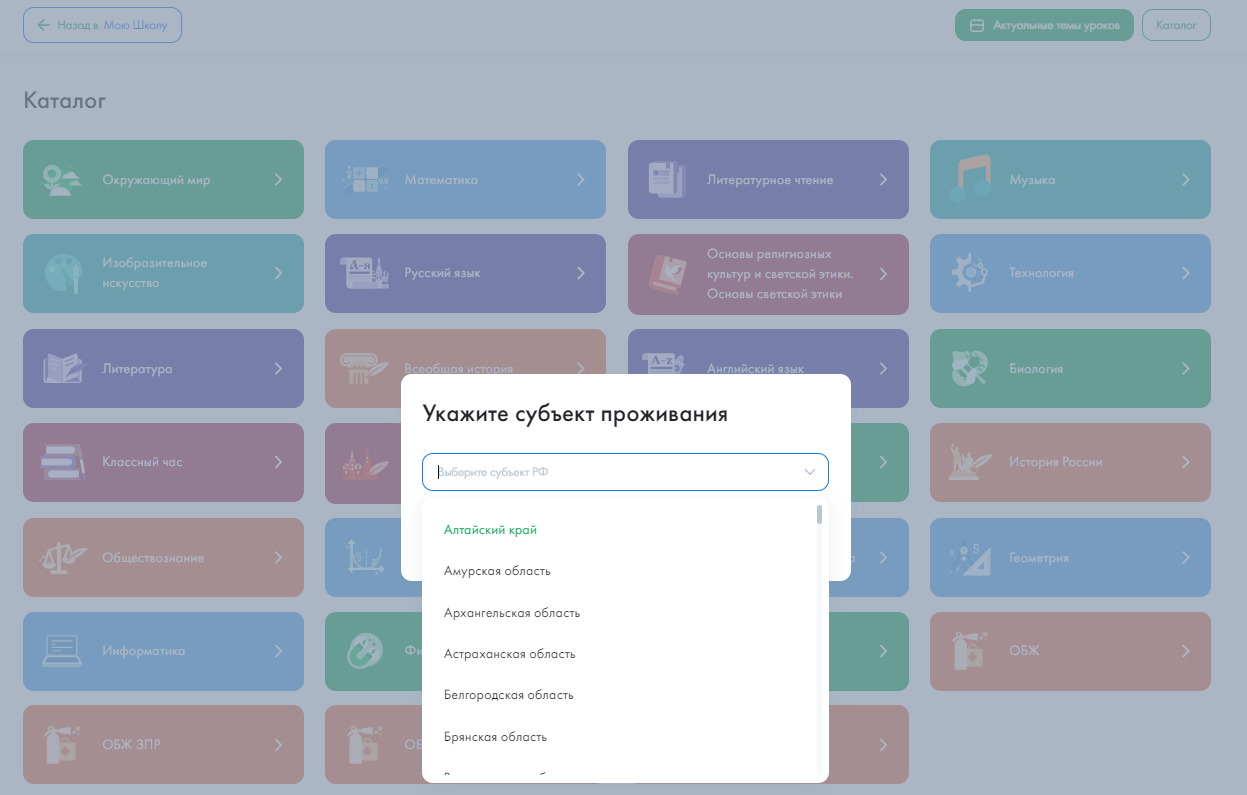 Назад в Мою Школу
Актуальные темы уроков
Каталог
Каталог
Окружающий мир
Математика
Литературное чтение
Музыка
Изобразительное
искусство
А-Я
Русский язык
Основы религиозных
культур и светской этики.
Основы светской этики
Технология
Литература
Всеобщая история
A-Z
Английский язык
Биология
Укажите субъект проживания
Классный час
История России
Выберите субъект РФ
Алтайский край
Обществознание
Геометрия
Амурская область
Архангельская область
Информатика
ОБЖ
Астраханская область
Белгородская область
Брянская область
ОБЖ ЗПР